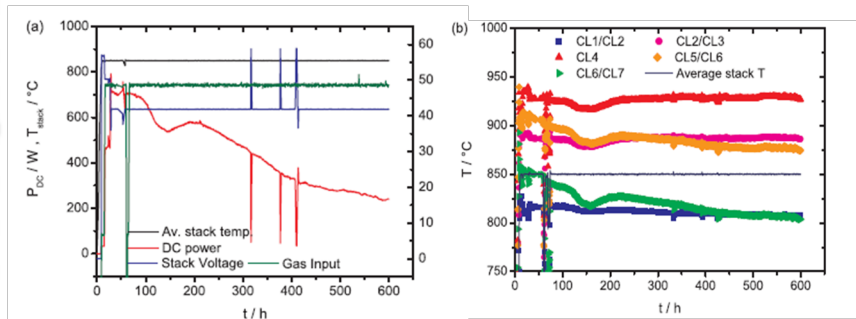 (a)
1000
800
600
400
200
0
P_DC / W , T_stack / °C
60
50
40
30
20
10
0
Av. stack temp
DC power
Stack Voltage
Gas Input
0 100 200 300 400 500 600
t / h
(b)
CL1/CL2 CL2/CL3
CL4 CL5/CL6
CL6/CL7 Average stack T
950
900
850
800
750
T / °C
0 100 200 300 400 500 600
t / h